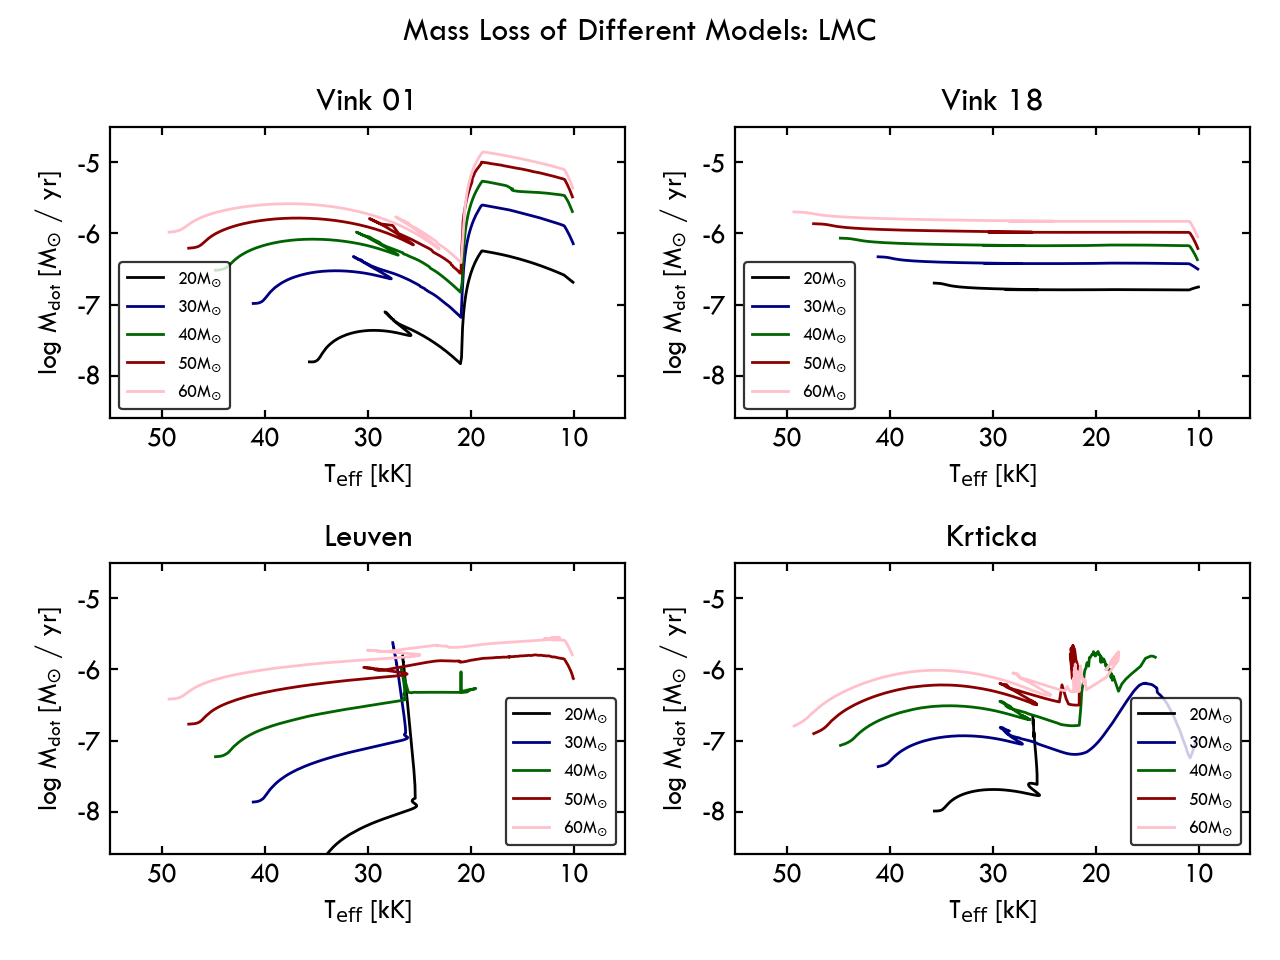 Mass Loss of Different Models: LMC
Vink 01
log M_dot [M⊙ / yr]
-5
-6
-7
-8
20M⊙
30M⊙
40M⊙
50M⊙
60M⊙
50 40 30 20 10
T_eff [kK]
Vink 18
log M_dot [M⊙ / yr]
-5
-6
-7
-8
20M⊙
30M⊙
40M⊙
50M⊙
60M⊙
50 40 30 20 10
T_eff [kK]
Leuven
log M_dot [M⊙ / yr]
-5
-6
-7
-8
20M⊙
30M⊙
40M⊙
50M⊙
60M⊙
50 40 30 20 10
T_eff [kK]
Krticka
log M_dot [M⊙ / yr]
-5
-6
-7
-8
20M⊙
30M⊙
40M⊙
50M⊙
60M⊙
50 40 30 20 10
T_eff [kK]